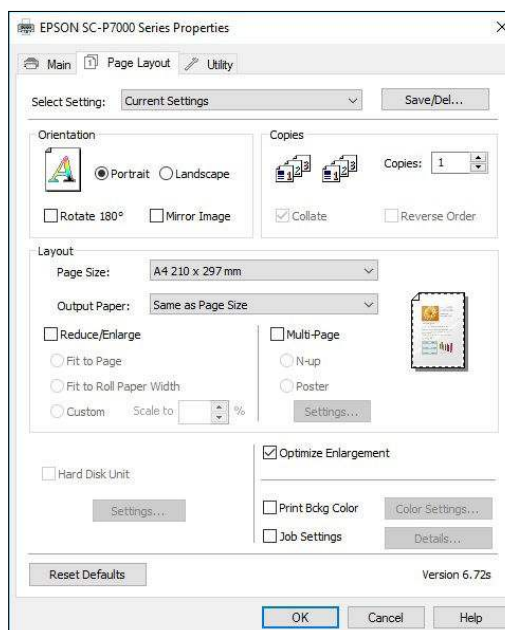 EPSON SC-P7000 Series Properties
Main Page Layout Utility
Select Setting: Current Settings Save/Del...
Orientation Copies
Portrait Landscape Copies: 1
Rotate 180° Mirror Image Collate Reverse Order
Layout
Page Size: A4 210 x 297 mm
Output Paper: Same as Page Size
Reduce/Enlarge Multi-Page
Fit to Page N-up
Fit to Roll Paper Width Poster
Custom Scale to % Settings...
Optimize Enlargement
Hard Disk Unit
Settings... Print Bckg Color Color Settings...
Job Settings Details...
Reset Defaults Version 6.72s
OK Cancel Help